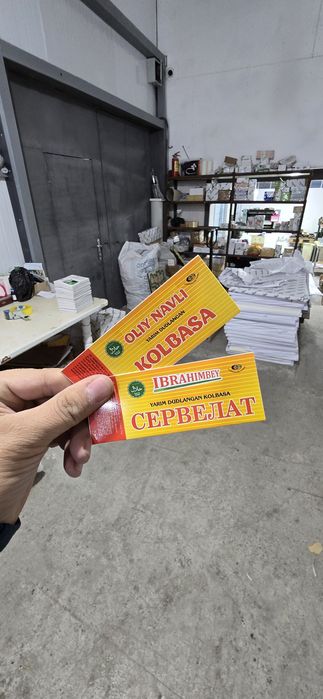 OLIY NAVLI
YARIM DUDLANGAN
KOLBASA
IBRAHIMBEY
YARIM DUDLANGAN KOLBASA
СЕРВЕЛАТ